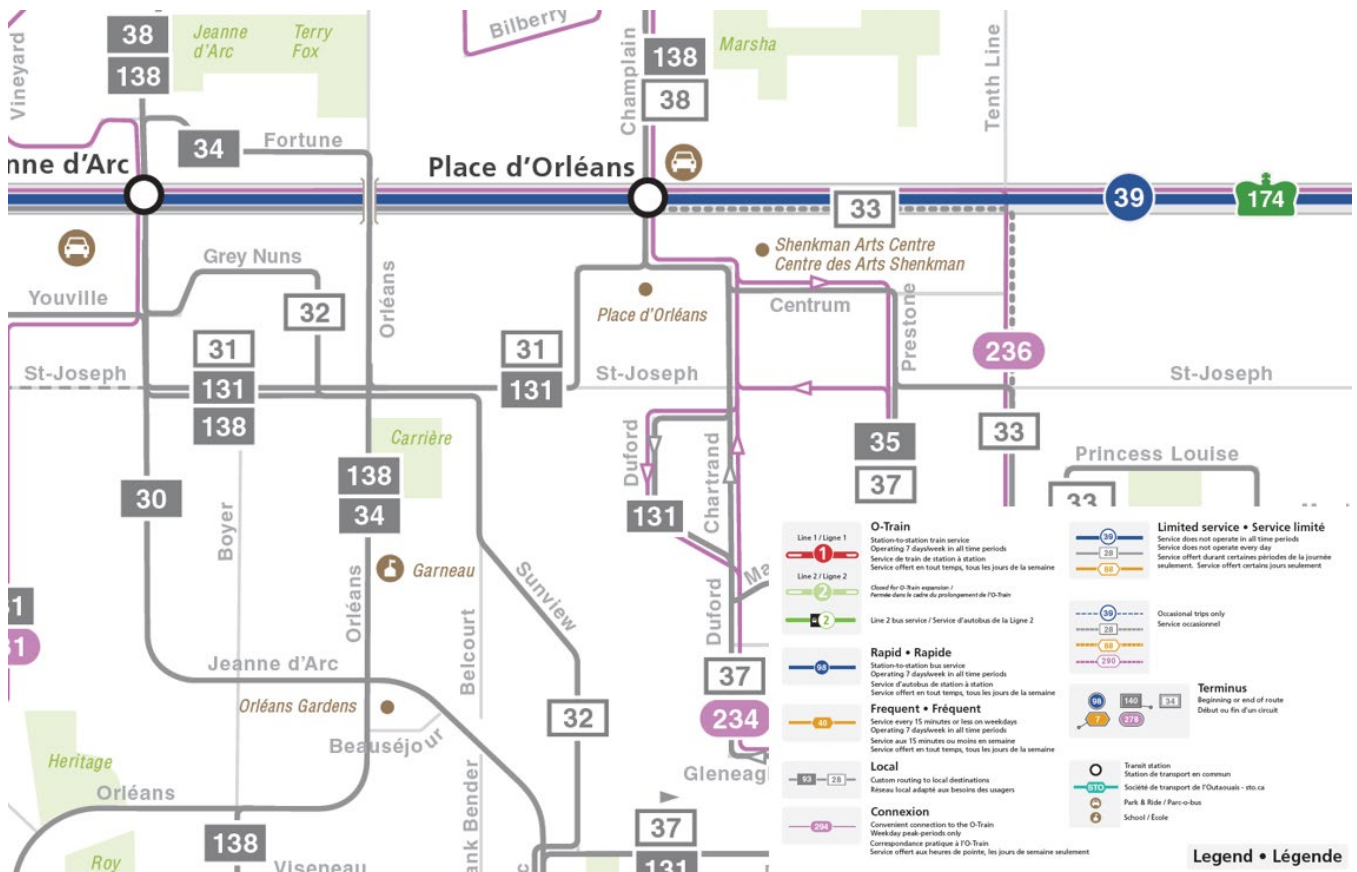 38
138
Vineyard
Jeanne
d'Arc
Terry
Fox
Bilberry
Champlain
138
38
Marsha
Tenth Line
34
Fortune
nne d'Arc
Place d'Orléans
33
39
174
Grey Nuns
Youville
32
Orléans
Shenkman Arts Centre
Centre des Arts Shenkman
Place d'Orléans
Centrum
Prestone
236
31
131
138
St-Joseph
31
131
St-Joseph
St-Joseph
Carrière
30
Boyer
138
34
Duford
Chartrand
131
35
37
33
Princess Louise
33
Garneau
Orléans
Sunview
Belcourt
Duford
Ma
31
31
Jeanne d'Arc
Orléans Gardens
Beauséjour
32
37
234
Gleneagl
Heritage
Orléans
138
Viseneau
Roy
ank Bender
37
131
O-Train
Line 1 / Ligne 1
1
Station-to-station train service
Operating 7 days/week in all time periods
Service de train de station à station
Service offert en tout temps, tous les jours de la semaine
Line 2 / Ligne 2
2
Closed for O-Train expansion /
Fermée dans le cadre du prolongement de l'O-Train
2
Line 2 bus service / Service d'autobus de la Ligne 2
Rapid • Rapide
98
Station-to-station bus service
Operating 7 days/week in all time periods
Service d'autobus de station à station
Service offert en tout temps, tous les jours de la semaine
Frequent • Fréquent
40
Service every 15 minutes or less on weekdays
Operating 7 days/week in all time periods
Service aux 15 minutes ou moins en semaine
Service offert en tout temps, tous les jours de la semaine
Local
93
28
Custom routing to local destinations
Réseau local adapté aux besoins des usagers
Connexion
294
Convenient connection to the O-Train
Weekday peak-periods only
Correspondance pratique à l'O-Train
Service offert aux heures de pointe, les jours de semaine seulement
Limited service • Service limité
39
28
88
Service does not operate in all time periods
Service does not operate every day
Service offert durant certaines périodes de la journée
seulement. Service offert certains jours seulement
39
28
88
290
Occasional trips only
Service occasionnel
Terminus
98
140
34
7
278
Beginning or end of route
Début ou fin d'un circuit
Transit station
Station de transport en commun
STO
Société de transport de l'Outaouais - sto.ca
Park & Ride / Parc-o-bus
School / École
Legend • Légende